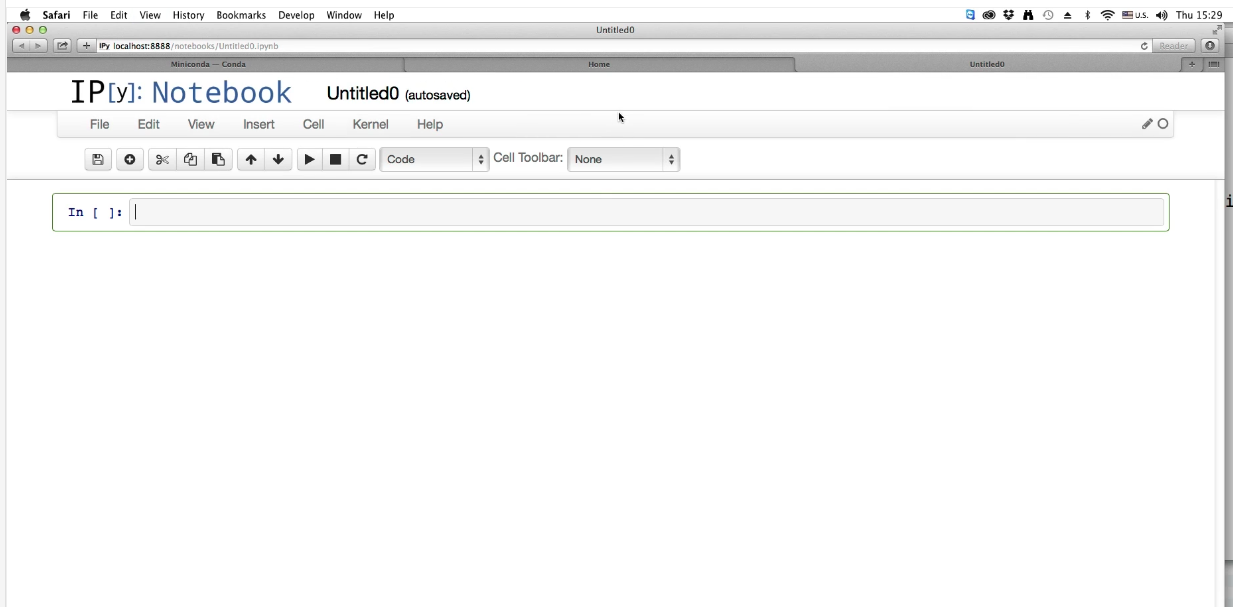 Safari File Edit View History Bookmarks Develop Window Help U.S. Thu 15:29
Untitled0
IPy localhost:8888/notebooks/Untitled0.ipynb Reader
Miniconda — Conda Home Untitled0
IP[y]: Notebook Untitled0 (autosaved)
File Edit View Insert Cell Kernel Help
Code Cell Toolbar: None
In [ ]: